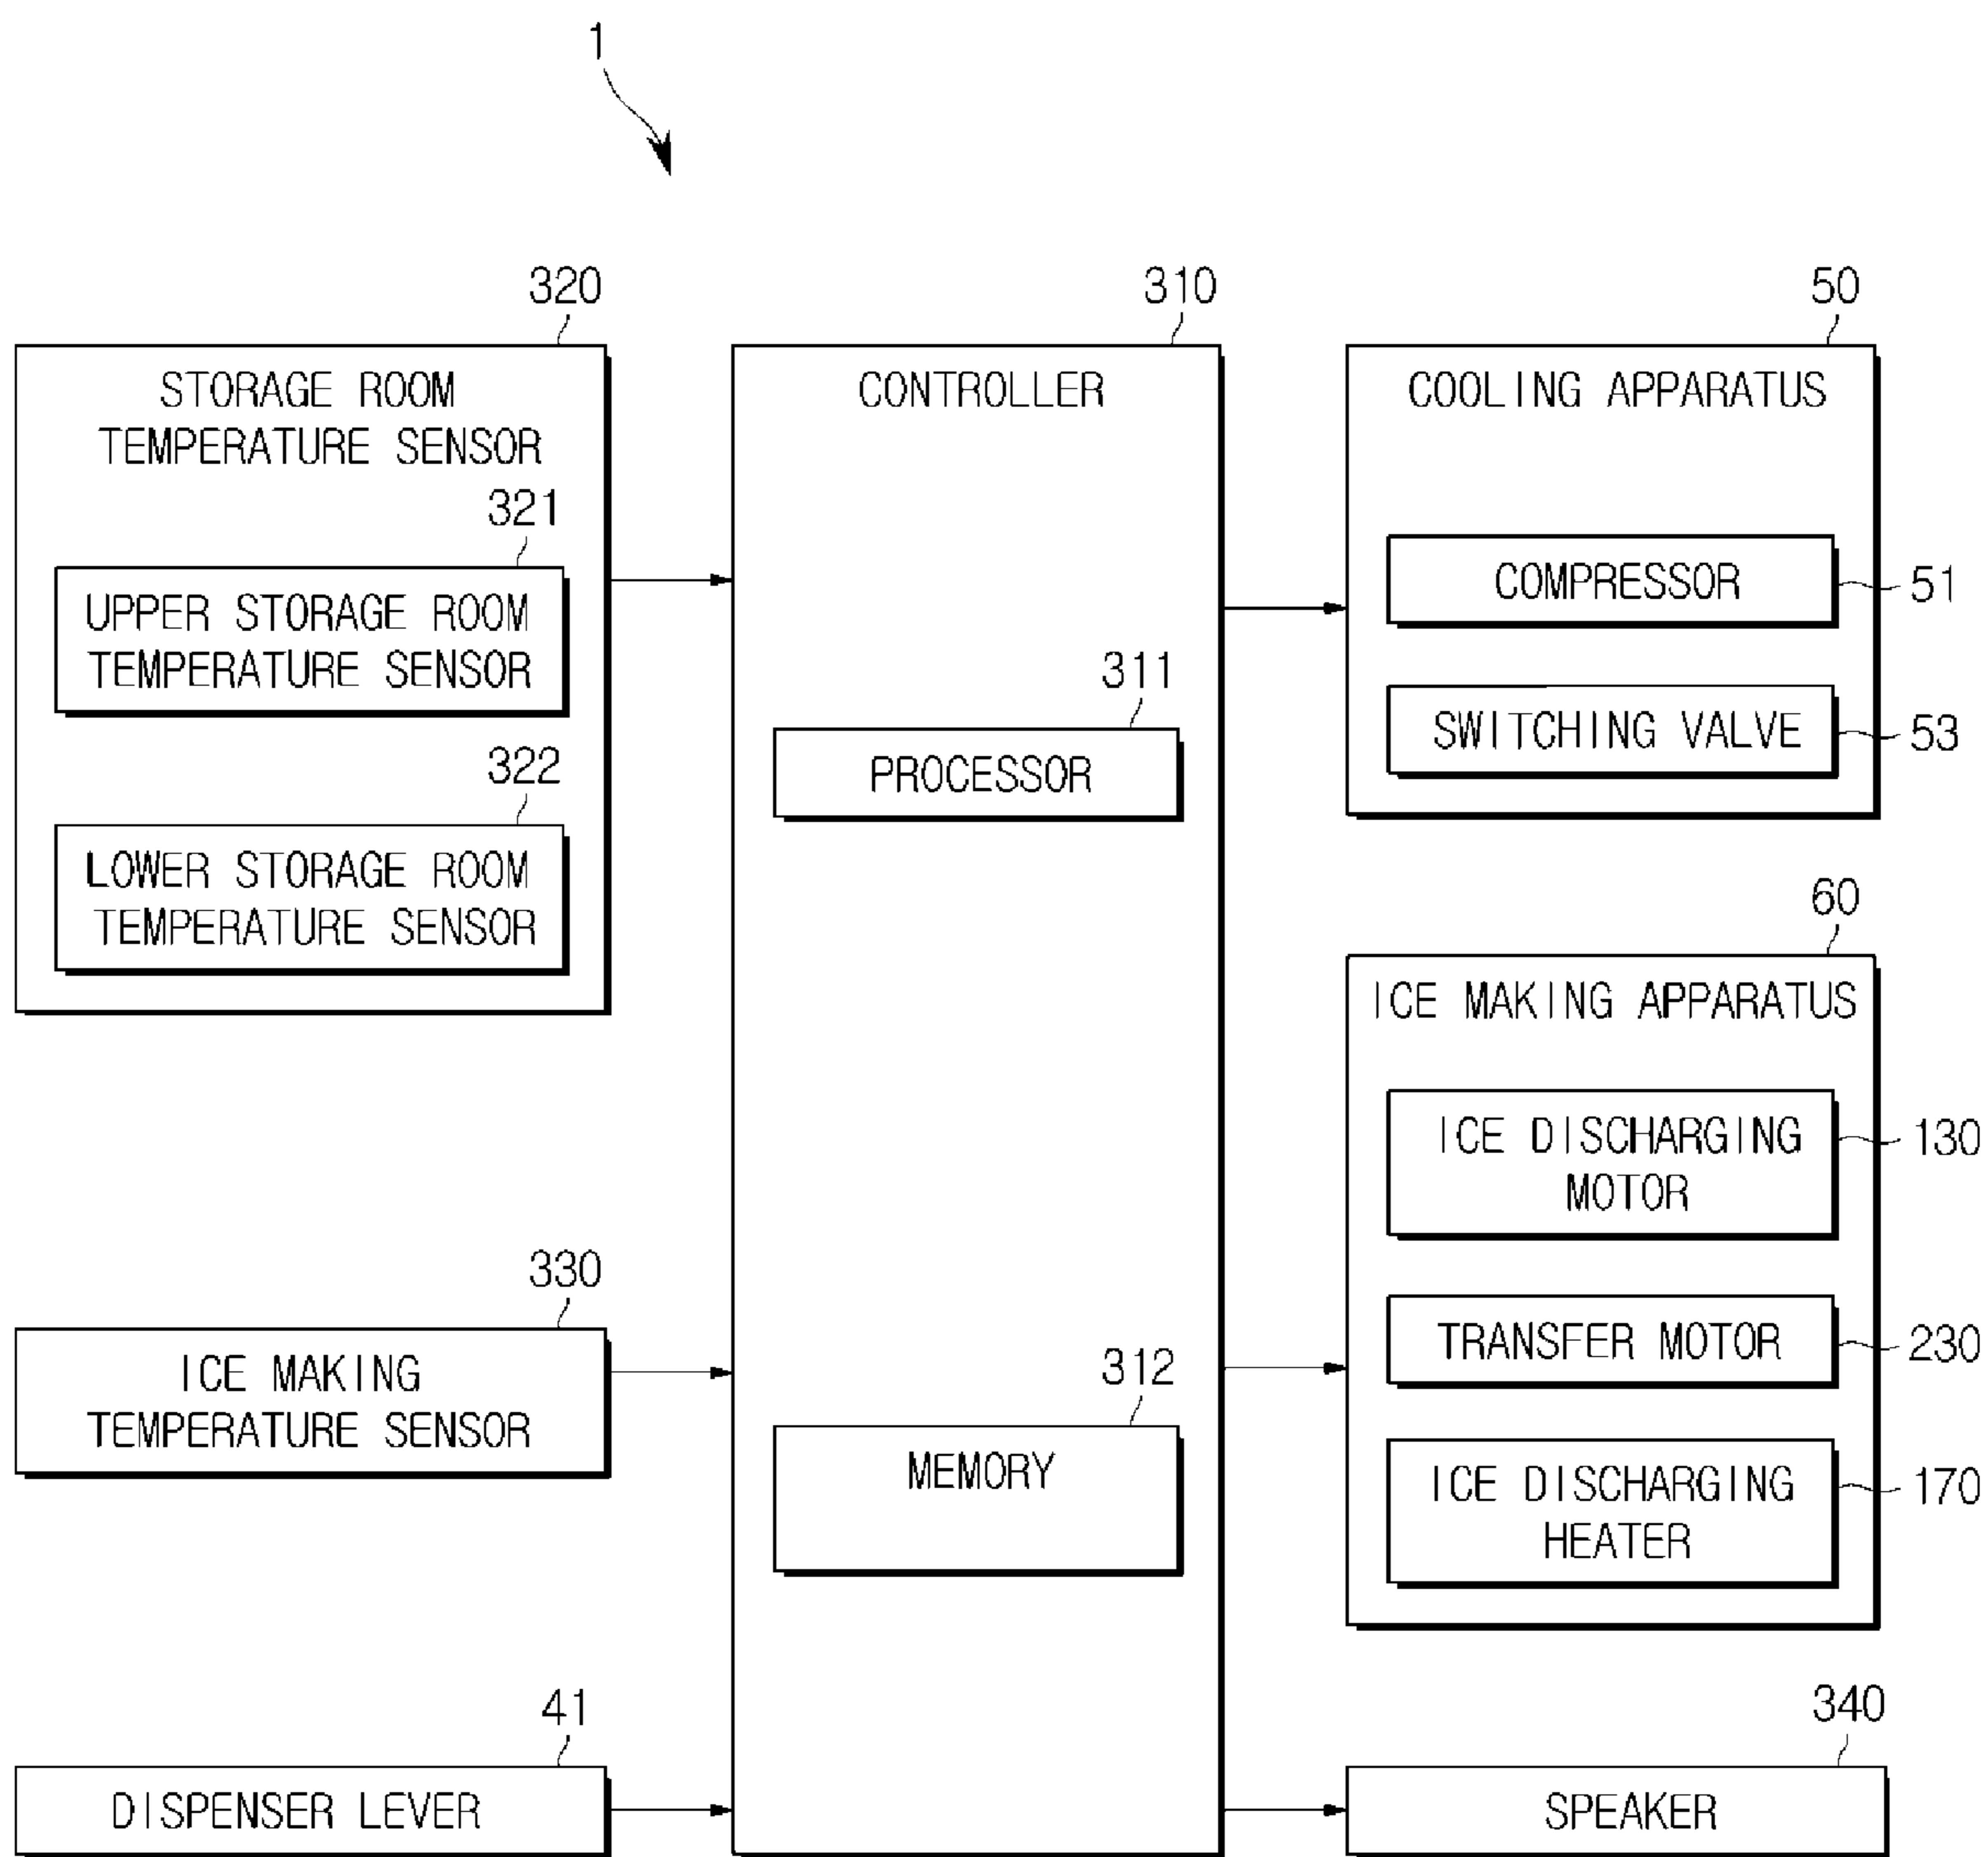 1
320
STORAGE ROOM
TEMPERATURE SENSOR
321
UPPER STORAGE ROOM
TEMPERATURE SENSOR
322
LOWER STORAGE ROOM
TEMPERATURE SENSOR
330
ICE MAKING
TEMPERATURE SENSOR
41
DISPENSER LEVER
310
CONTROLLER
311
PROCESSOR
312
MEMORY
50
COOLING APPARATUS
COMPRESSOR
51
SWITCHING VALVE
53
60
ICE MAKING APPARATUS
ICE DISCHARGING
MOTOR
130
TRANSFER MOTOR
230
ICE DISCHARGING
HEATER
170
340
SPEAKER